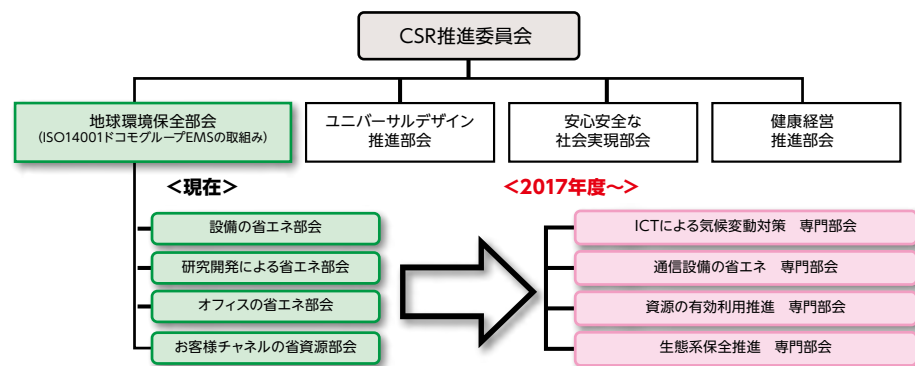 CSR推進委員会
地球環境保全部会
(ISO14001ドコモグループEMSの取組み)
ユニバーサルデザイン
推進部会
安心安全な
社会実現部会
健康経営
推進部会
＜現在＞
＜2017年度～＞
設備の省エネ部会
研究開発による省エネ部会
オフィスの省エネ部会
お客様チャネルの省資源部会
ICTによる気候変動対策　専門部会
通信設備の省エネ　専門部会
資源の有効利用推進　専門部会
生態系保全推進　専門部会